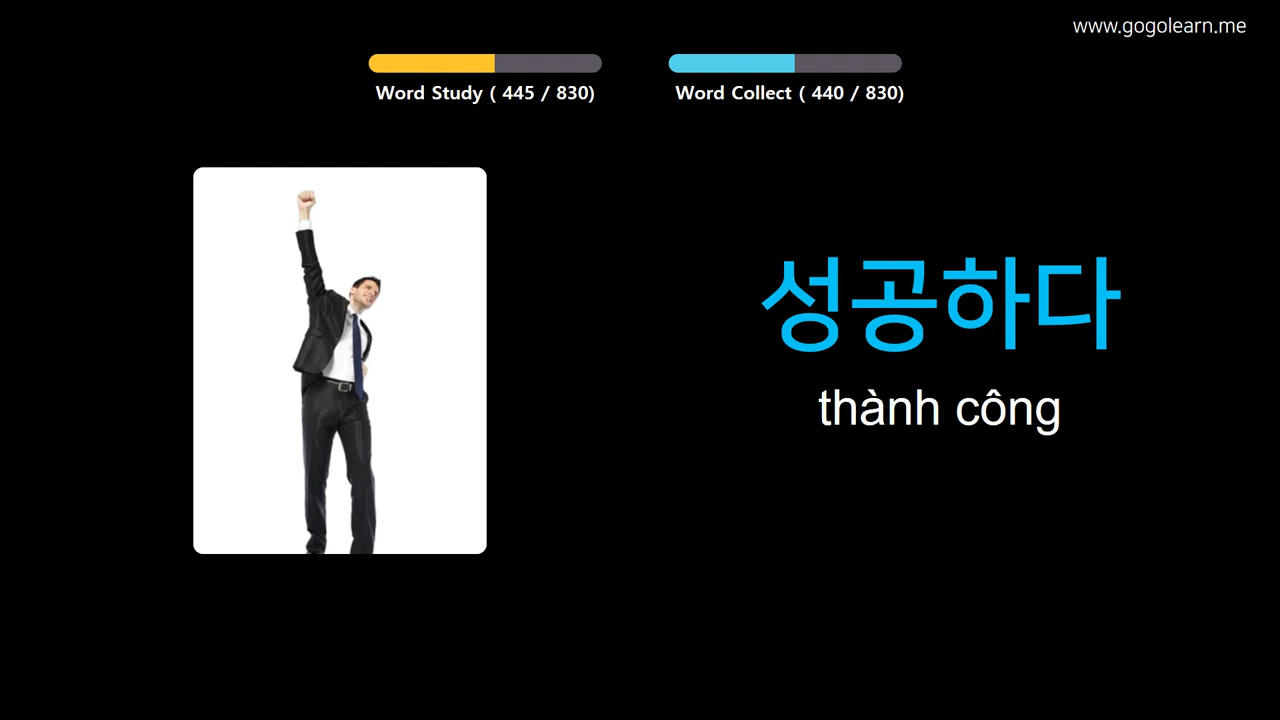 www.gogolearn.me
Word Study ( 445 / 830)
Word Collect ( 440 / 830)
성공하다
thành công